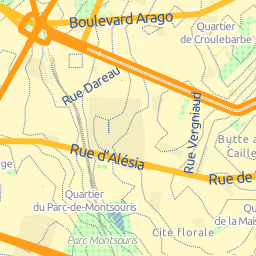 Boulevard Arago
Quartier
de Croulebarbe
Rue Dareau
Rue Vergniaud
Butte a
Caille
Rue d'Alésia
Rue de
Quartier
du Parc-de-Montsouris
Quartier
de la Mais
Cité florale
Parc Montsouris